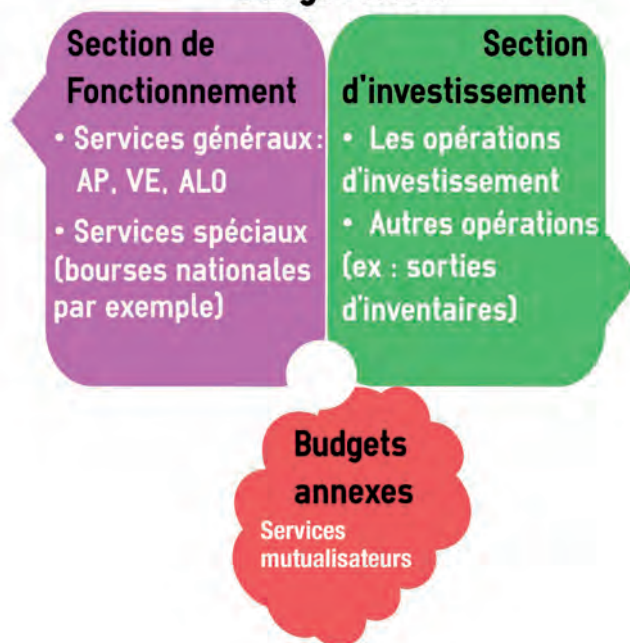 Section de
Fonctionnement
• Services généraux:
AP, VE, ALO
• Services spéciaux
(bourses nationales
par exemple)
Section
d'investissement
• Les opérations
d'investissement
• Autres opérations
(ex : sorties
d'inventaires)
Budgets
annexes
Services
mutualisateurs